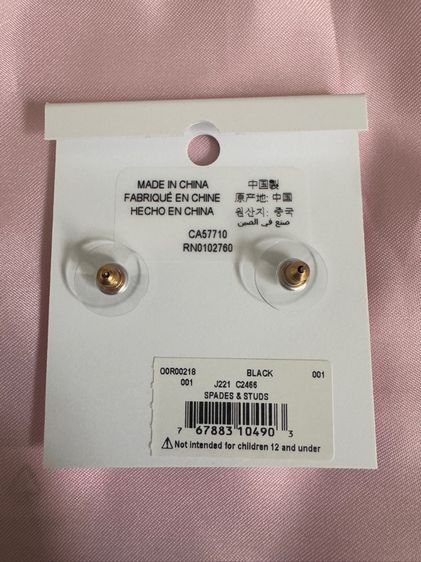 MADE IN CHINA
FABRIQUÉ EN CHINE
HECHO EN CHINA
中国製
原产地: 中国
원산지: 중국
صنع في الصين
CA57710
RN0102760
O0R00218 BLACK 001
001 J221 C2466
SPADES & STUDS
7 67883 10490 3
⚠ Not intended for children 12 and under